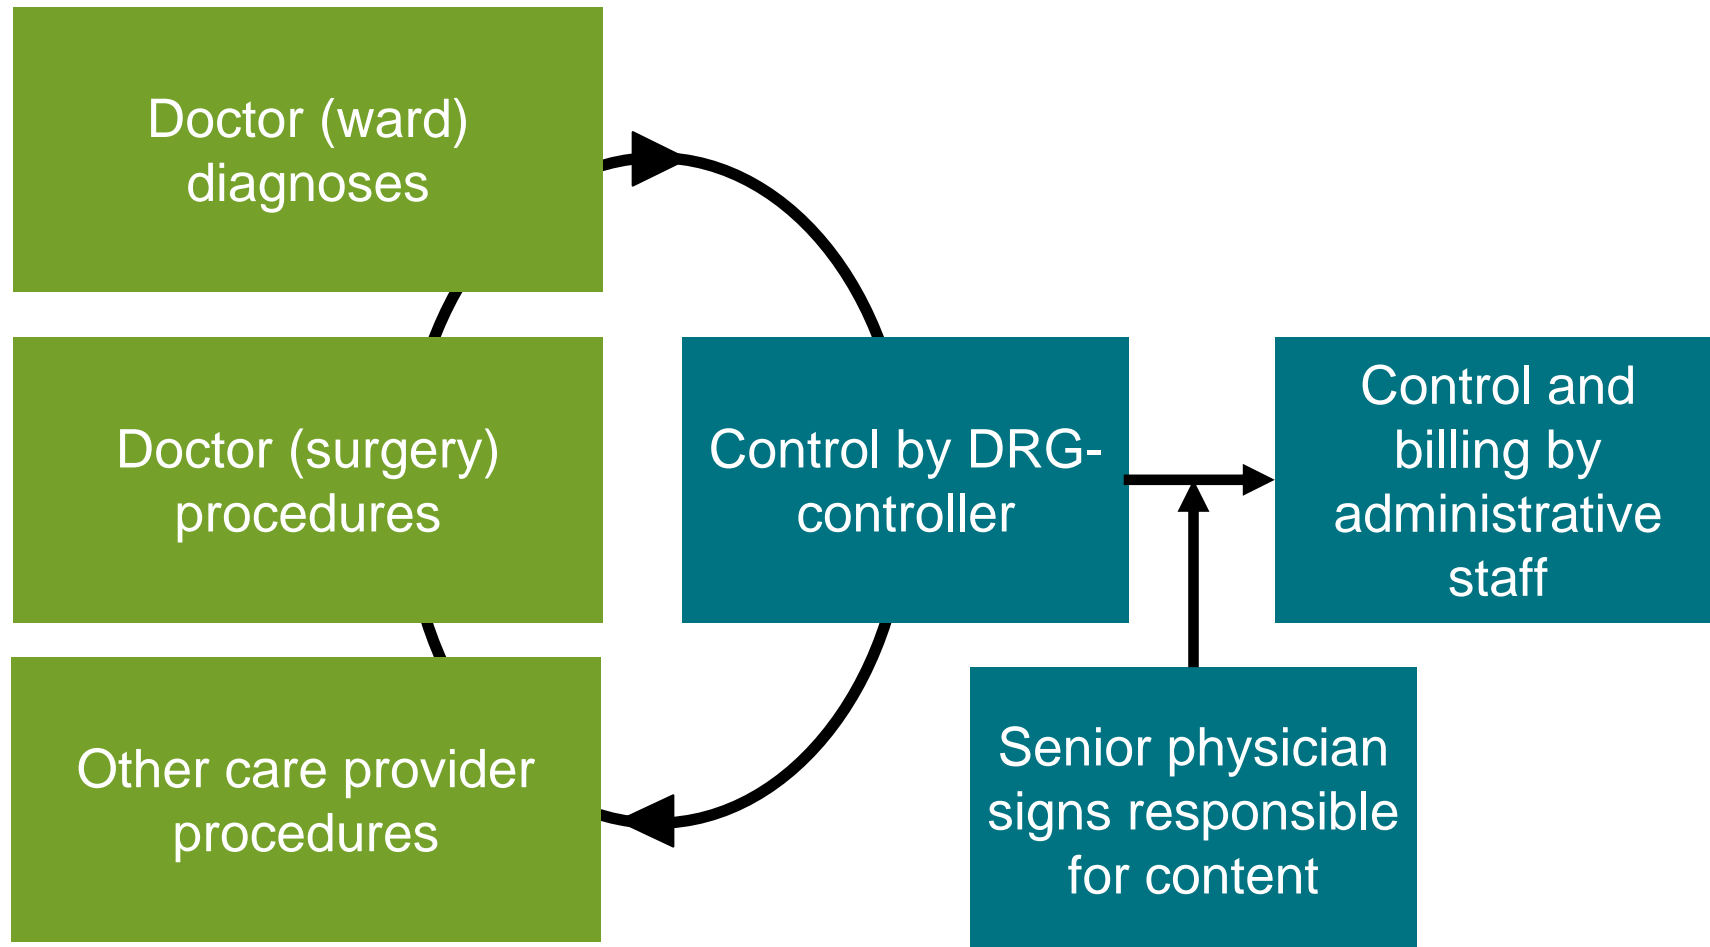 Doctor (ward)
diagnoses
Doctor (surgery)
procedures
Other care provider
procedures
Control by DRG-
controller
Control and
billing by
administrative
staff
Senior physician
signs responsible
for content